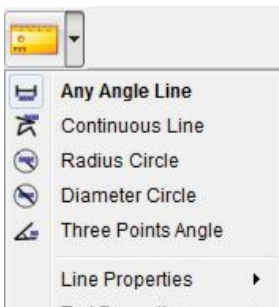 Any Angle Line
Continuous Line
Radius Circle
Diameter Circle
Three Points Angle
Line Properties